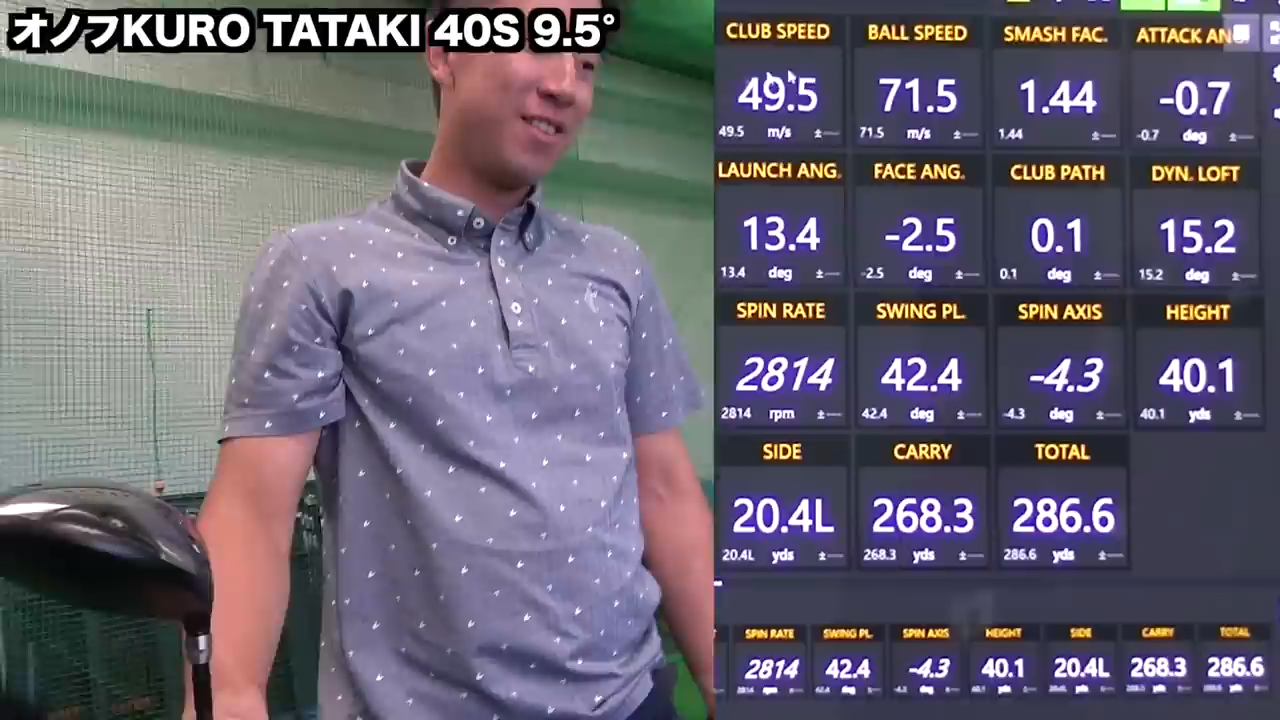 オノフKURO TATAKI 40S 9.5°
CLUB SPEED BALL SPEED SMASH FAC. ATTACK ANG.
49.5 71.5 1.44 -0.7
49.5 m/s ±— 71.5 m/s ±— 1.44 ±— -0.7 deg ±—
LAUNCH ANG. FACE ANG. CLUB PATH DYN. LOFT
13.4 -2.5 0.1 15.2
13.4 deg ±— -2.5 deg ±— 0.1 deg ±— 15.2 deg ±—
SPIN RATE SWING PL. SPIN AXIS HEIGHT
2814 42.4 -4.3 40.1
2814 rpm ±— 42.4 deg ±— -4.3 deg ±— 40.1 yds ±—
SIDE CARRY TOTAL
20.4L 268.3 286.6
20.4L yds ±— 268.3 yds ±— 286.6 yds ±—
SPIN RATE SWING PL. SPIN AXIS HEIGHT SIDE CARRY TOTAL
2814 42.4 -4.3 40.1 20.4L 268.3 286.6